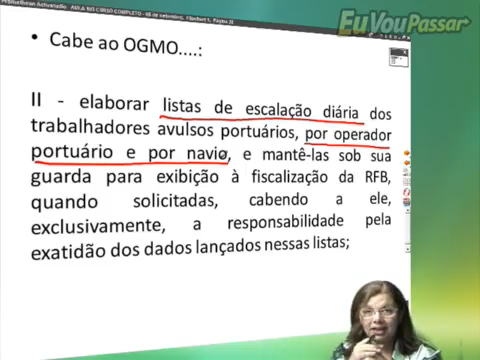 EuVouPassar
• Cabe ao OGMO....:
II - elaborar listas de escalação diária dos
trabalhadores avulsos portuários, por operador
portuário e por navio, e mantê-las sob sua
guarda para exibição à fiscalização da RFB,
quando solicitadas, cabendo a ele,
exclusivamente, a responsabilidade pela
exatidão dos dados lançados nessas listas;